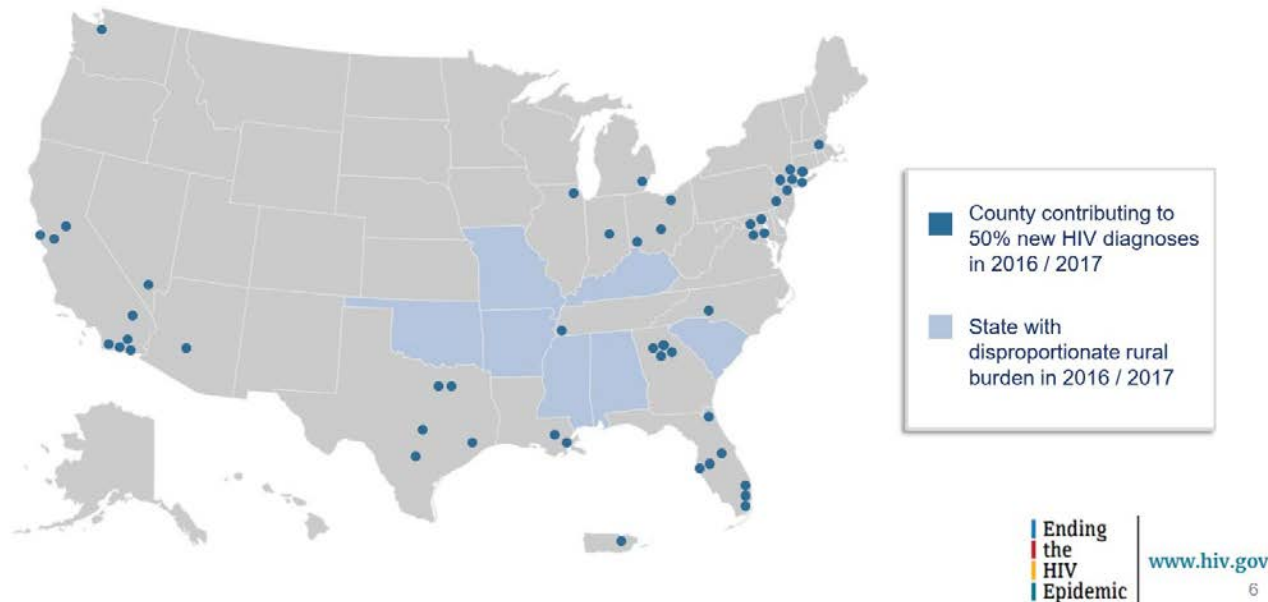 County contributing to
50% new HIV diagnoses
in 2016 / 2017
State with
disproportionate rural
burden in 2016 / 2017
Ending
the
HIV
Epidemic
www.hiv.gov
6